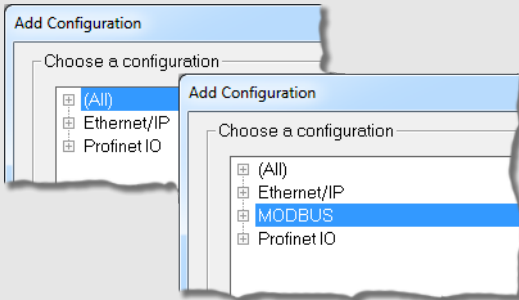 Add Configuration
Choose a configuration
(All)
Ethernet/IP
Profinet IO
Add Configuration
Choose a configuration
(All)
Ethernet/IP
MODBUS
Profinet IO